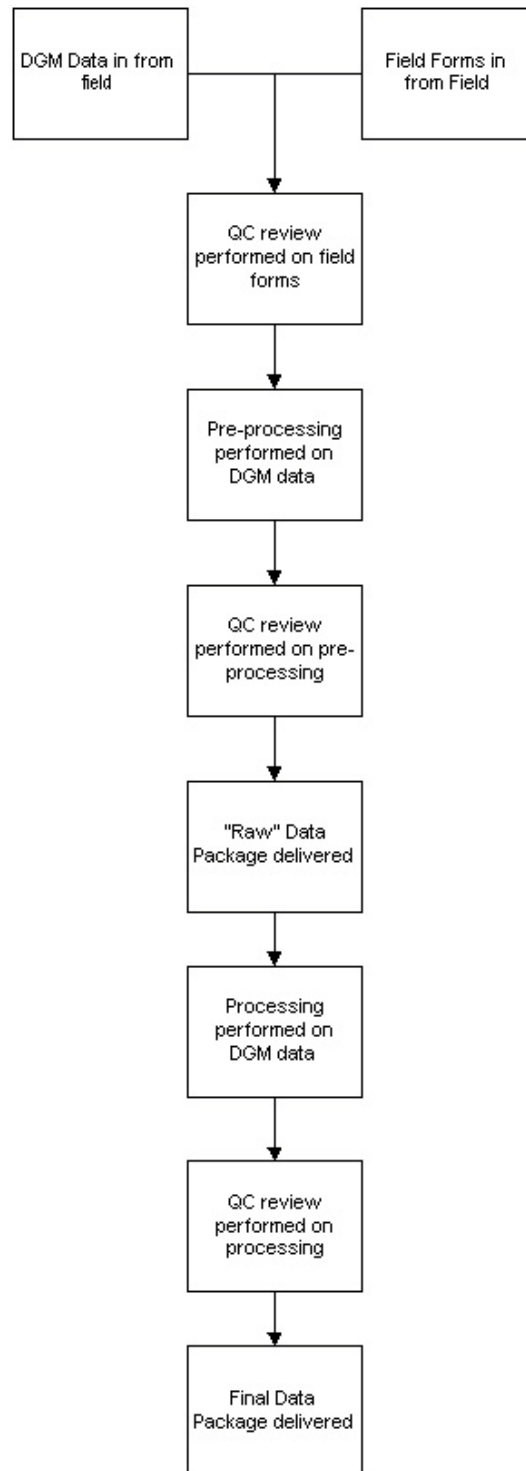 DGM Data in from
field
Field Forms in
from Field
QC review
performed on field
forms
Pre-processing
performed on
DGM data
QC review
performed on pre-
processing
"Raw" Data
Package delivered
Processing
performed on
DGM data
QC review
performed on
processing
Final Data
Package delivered